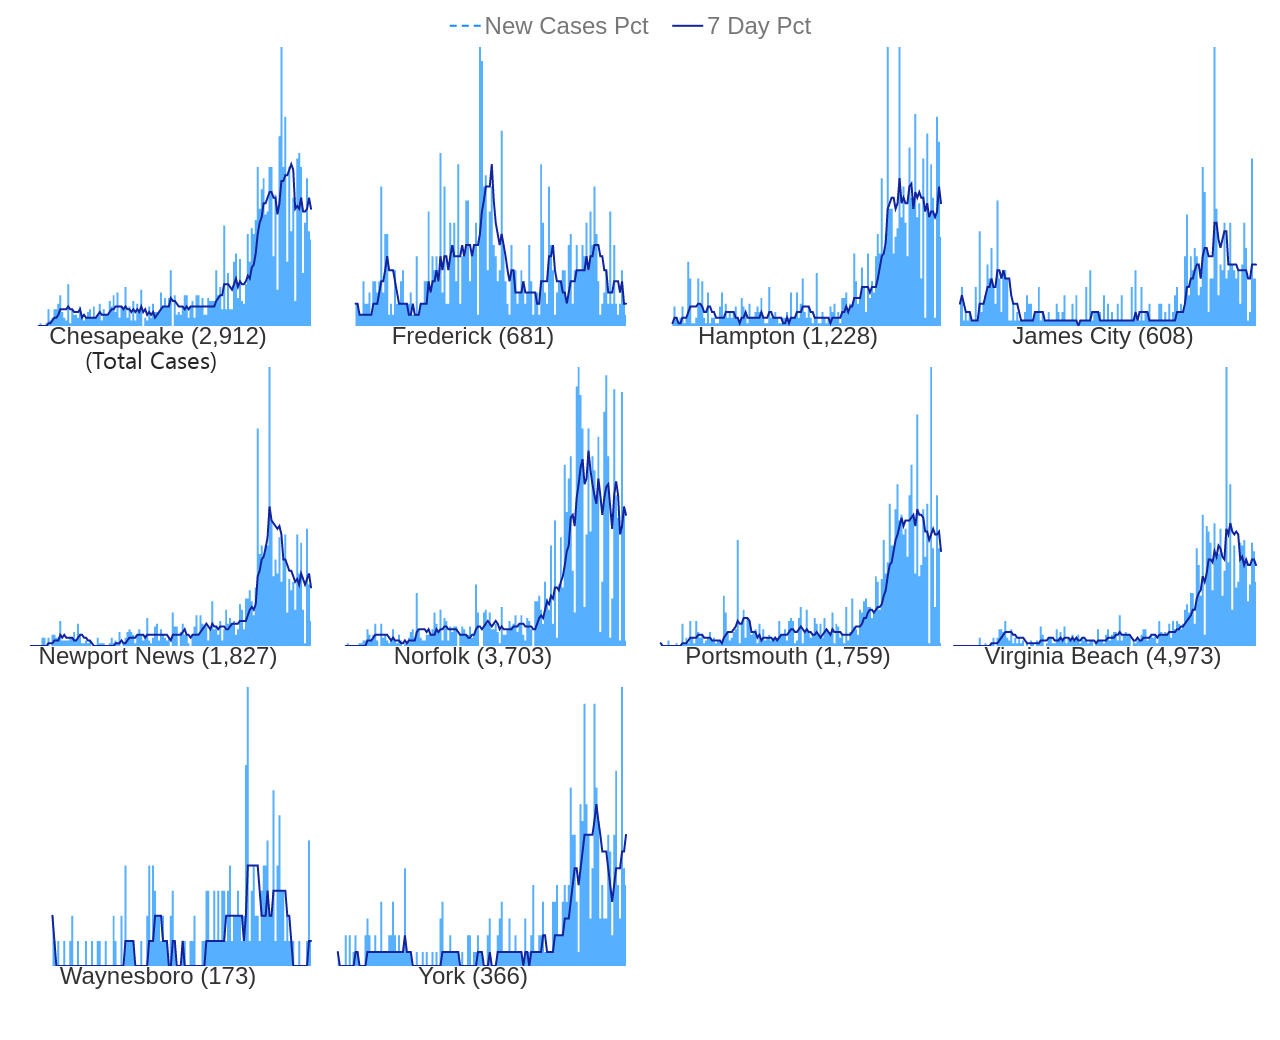 New Cases Pct 7 Day Pct
Chesapeake (2,912) Frederick (681) Hampton (1,228) James City (608)
(Total Cases)
Newport News (1,827) Norfolk (3,703) Portsmouth (1,759) Virginia Beach (4,973)
Waynesboro (173) York (366)